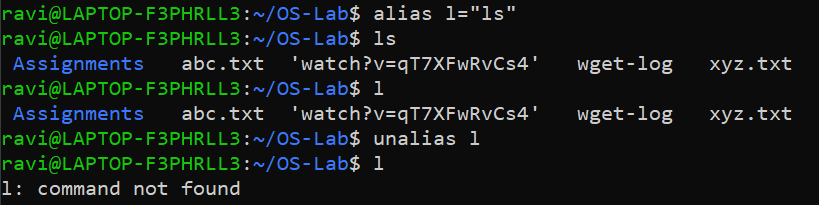 ravi@LAPTOP-F3PHRLL3:~/OS-Lab$ alias l="ls"
ravi@LAPTOP-F3PHRLL3:~/OS-Lab$ ls
 Assignments   abc.txt  'watch?v=qT7XFwRvCs4'   wget-log   xyz.txt
ravi@LAPTOP-F3PHRLL3:~/OS-Lab$ l
 Assignments   abc.txt  'watch?v=qT7XFwRvCs4'   wget-log   xyz.txt
ravi@LAPTOP-F3PHRLL3:~/OS-Lab$ unalias l
ravi@LAPTOP-F3PHRLL3:~/OS-Lab$ l
l: command not found